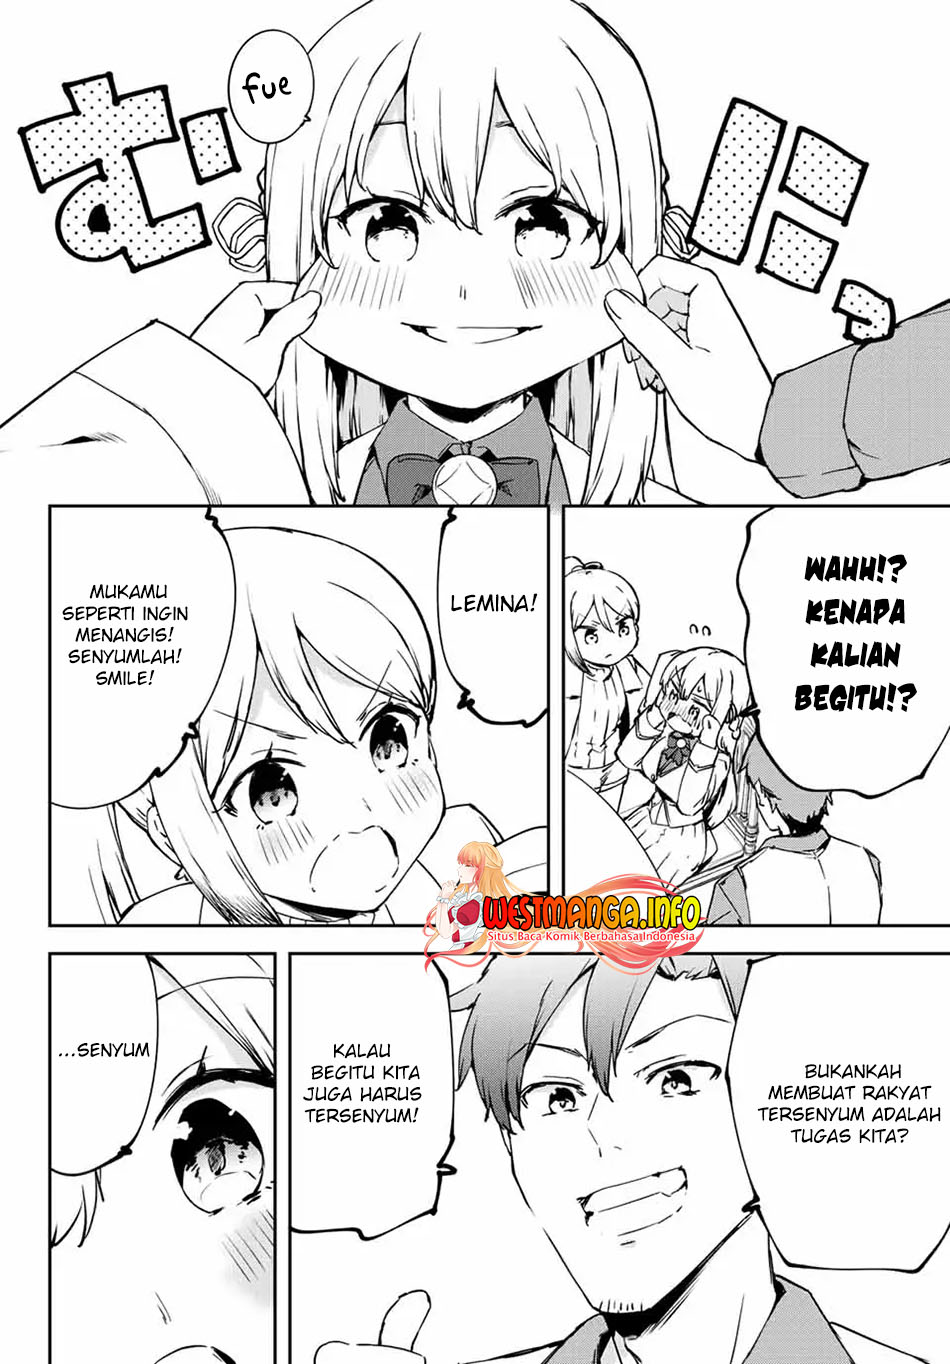 むにっ
fue
WAHH!?
KENAPA
KALIAN
BEGITU!?
LEMINA!
MUKAMU
SEPERTI INGIN
MENANGIS!
SENYUMLAH!
SMILE!
WESTMANGA.INFO
Situs Baca Komik Berbahasa Indonesia
BUKANKAH
MEMBUAT RAKYAT
TERSENYUM ADALAH
TUGAS KITA?
KALAU
BEGITU KITA
JUGA HARUS
TERSENYUM!
...SENYUM